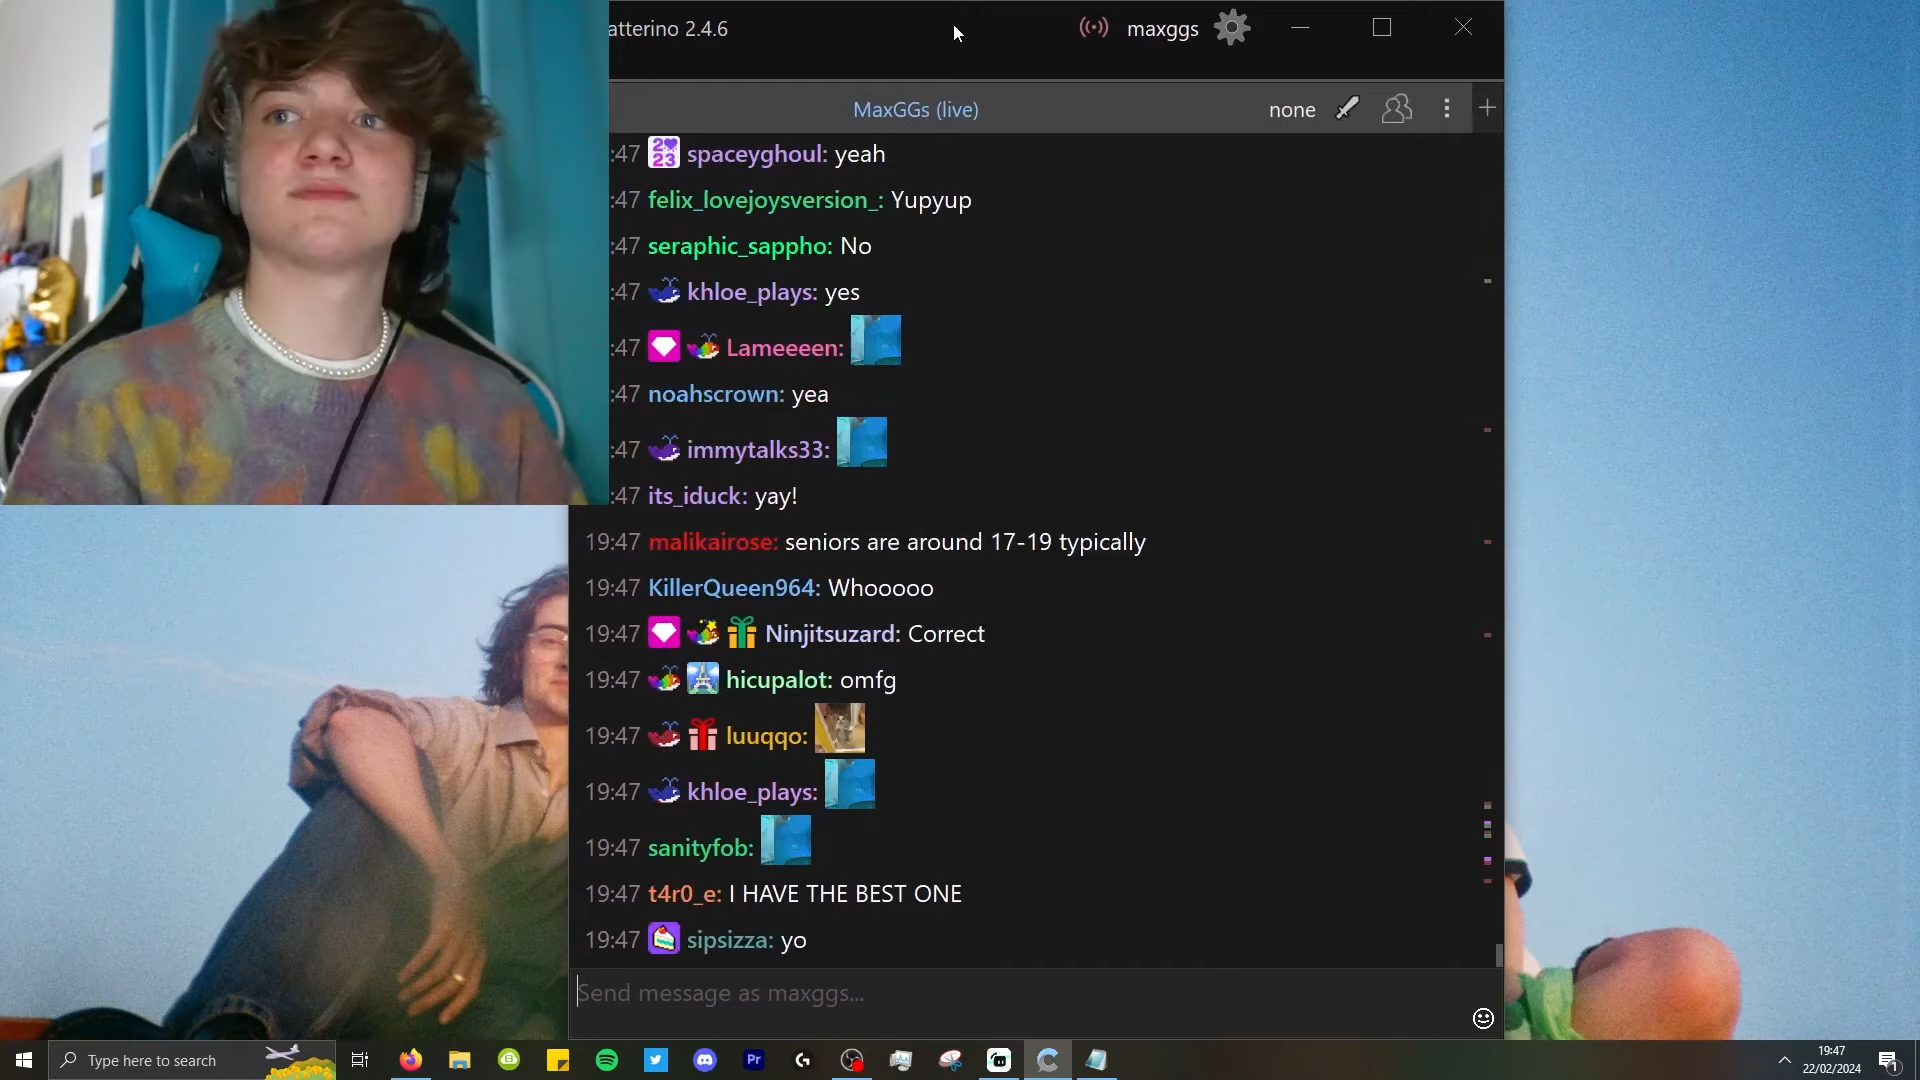 atterino 2.4.6
maxggs
MaxGGs (live)
none
:47 spaceyghoul: yeah
:47 felix_lovejoysversion_: Yupyup
:47 seraphic_sappho: No
:47 khloe_plays: yes
:47 Lameeeen:
:47 noahscrown: yea
:47 immytalks33:
:47 its_iduck: yay!
19:47 malikairose: seniors are around 17-19 typically
19:47 KillerQueen964: Whooooo
19:47 Ninjitsuzard: Correct
19:47 hicupalot: omfg
19:47 luuqqo:
19:47 khloe_plays:
19:47 sanityfob:
19:47 t4r0_e: I HAVE THE BEST ONE
19:47 sipsizza: yo
Send message as maxggs...
Type here to search
Pr
19:47
22/02/2024
1